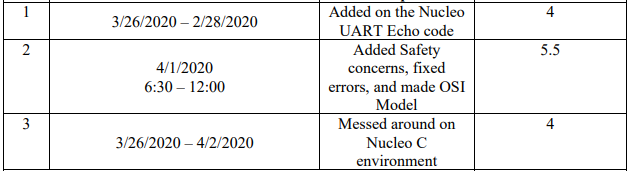 1
3/26/2020 – 2/28/2020
Added on the Nucleo
UART Echo code
4
2
4/1/2020
6:30 – 12:00
Added Safety
concerns, fixed
errors, and made OSI
Model
5.5
3
3/26/2020 – 4/2/2020
Messed around on
Nucleo C
environment
4